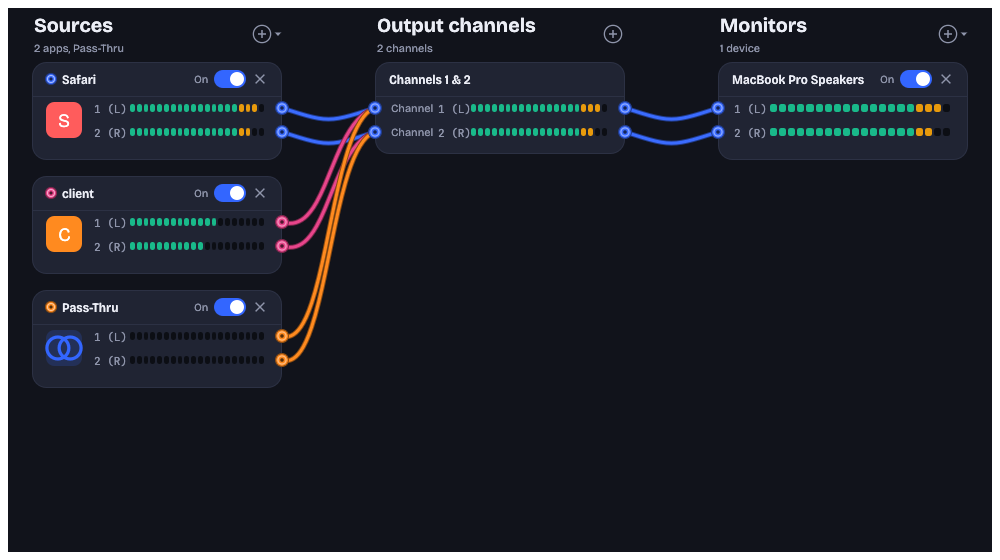 Sources
2 apps, Pass-Thru
Safari
On
S
1 (L)
2 (R)
client
On
C
1 (L)
2 (R)
Pass-Thru
On
1 (L)
2 (R)
Output channels
2 channels
Channels 1 & 2
Channel 1 (L)
Channel 2 (R)
Monitors
1 device
MacBook Pro Speakers
On
1 (L)
2 (R)